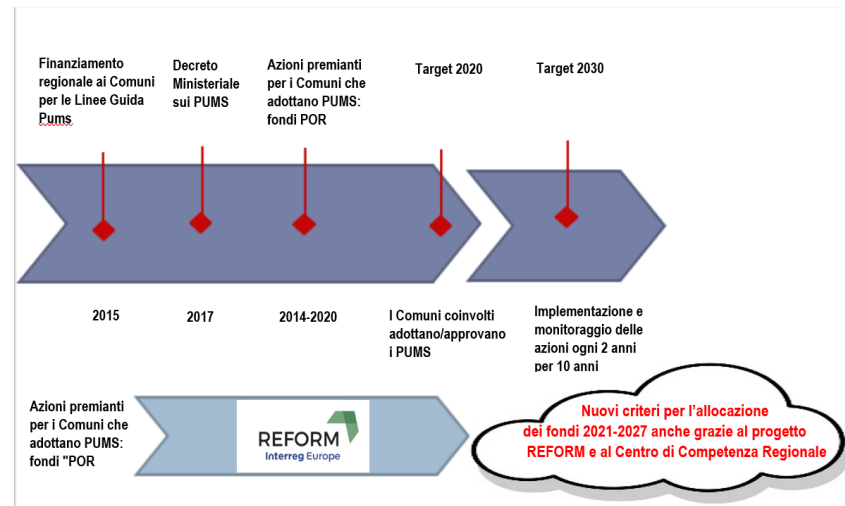 Finanziamento
regionale ai Comuni
per le Linee Guida
Pums
Decreto
Ministeriale
sui PUMS
Azioni premianti
per i Comuni che
adottano PUMS:
fondi POR
Target 2020
Target 2030
2015
2017
2014-2020
I Comuni coinvolti
adottano/approvano
i PUMS
Implementazione e
monitoraggio delle
azioni ogni 2 anni
per 10 anni
Azioni premianti
per i Comuni che
adottano PUMS:
fondi "POR
REFORM
Interreg Europe
Nuovi criteri per l'allocazione
dei fondi 2021-2027 anche grazie al progetto
REFORM e al Centro di Competenza Regionale